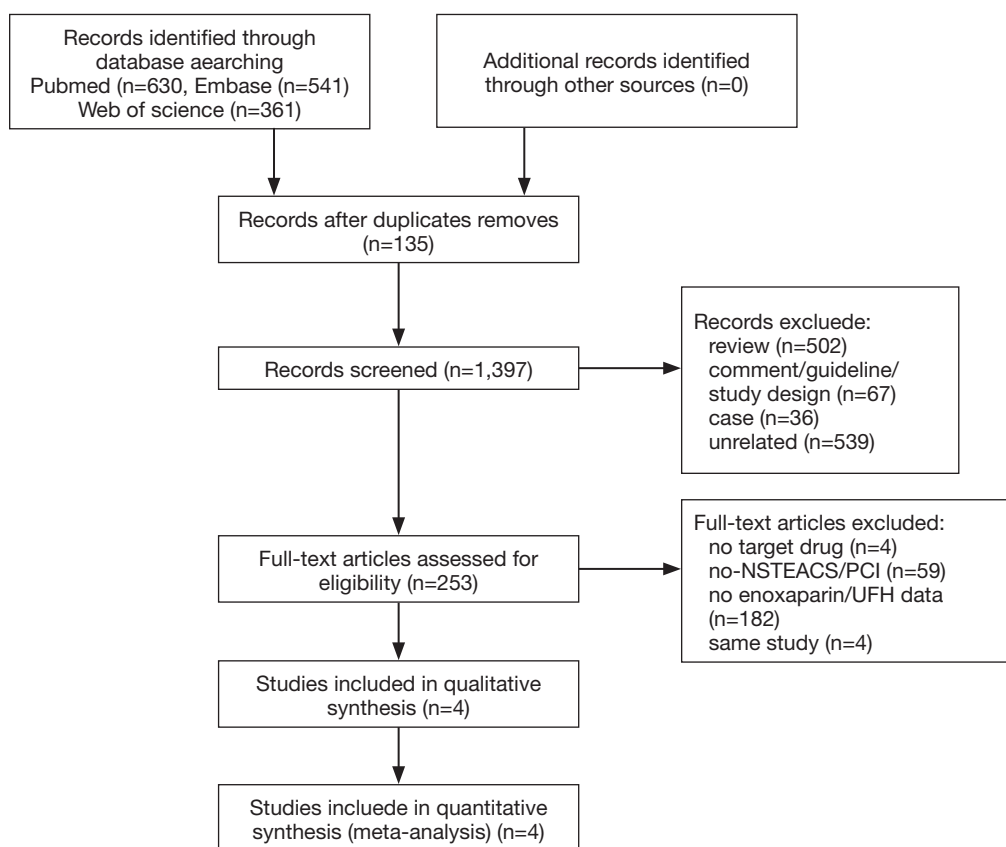 Records identified through
database aearching
Pubmed (n=630, Embase (n=541)
Web of science (n=361)
Additional records identified
through other sources (n=0)
Records after duplicates removes
(n=135)
Records screened (n=1,397)
Records excluede:
review (n=502)
comment/guideline/
study design (n=67)
case (n=36)
unrelated (n=539)
Full-text articles assessed for
eligibility (n=253)
Full-text articles excluded:
no target drug (n=4)
no-NSTEACS/PCI (n=59)
no enoxaparin/UFH data
(n=182)
same study (n=4)
Studies included in qualitative
synthesis (n=4)
Studies incluede in quantitative
synthesis (meta-analysis) (n=4)